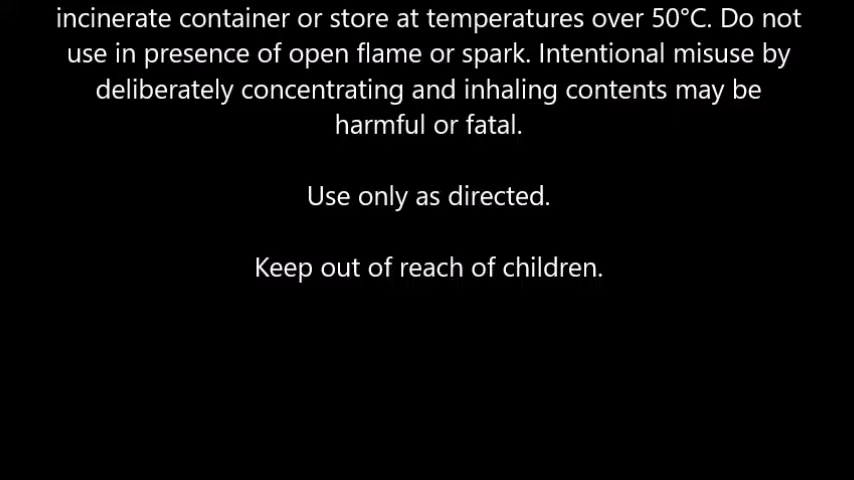 incinerate container or store at temperatures over 50°C. Do not
use in presence of open flame or spark. Intentional misuse by
deliberately concentrating and inhaling contents may be
harmful or fatal.
Use only as directed.
Keep out of reach of children.